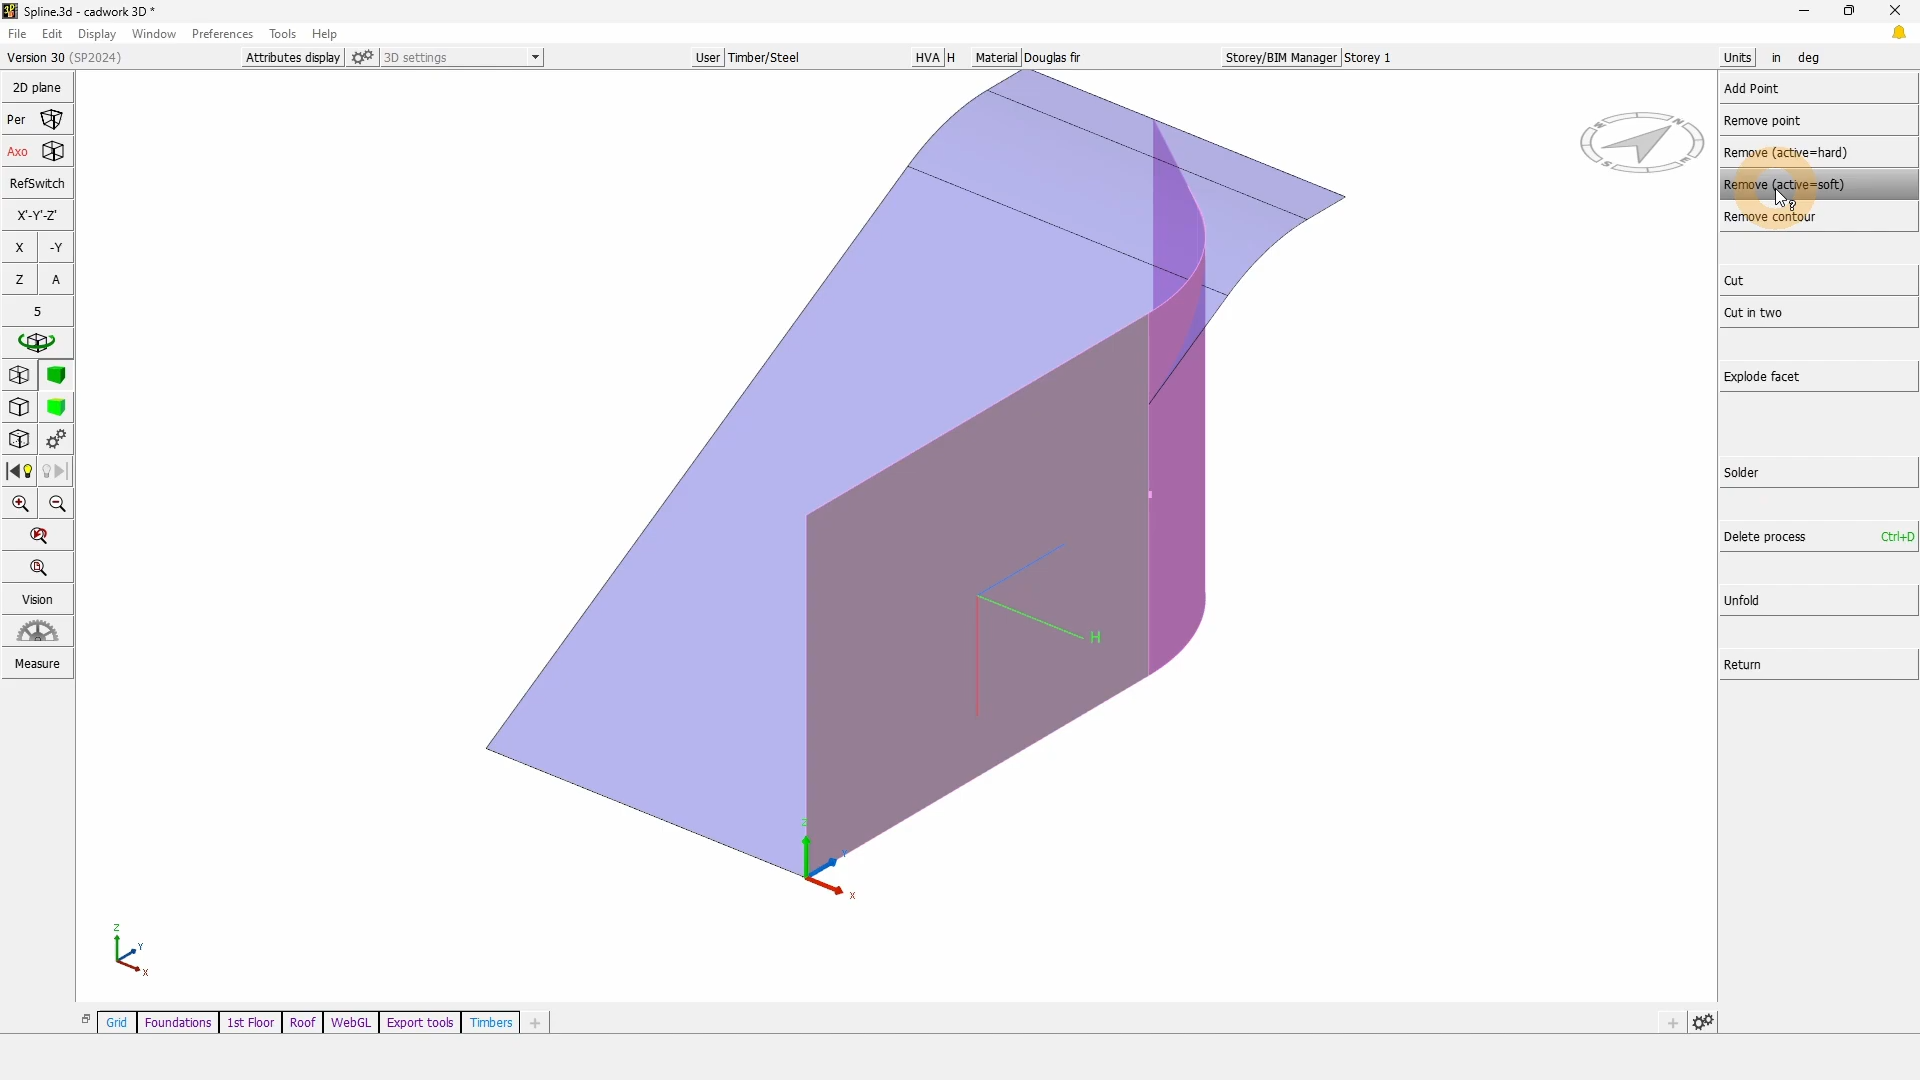 Spline.3d - cadwork 3D *
File Edit Display Window Preferences Tools Help
Version 30 (SP2024) Attributes display 3D settings User Timber/Steel HVA H Material Douglas fir Storey/BIM Manager Storey 1 Units in deg
2D plane
Per
Axo
RefSwitch
X'-Y'-Z'
X -Y
Z A
5
Vision
Measure
Add Point
Remove point
Remove (active=hard)
Remove (active=soft)
Remove contour
Cut
Cut in two
Explode facet
Solder
Delete process Ctrl+D
Unfold
Return
N
E
S
W
H
Z
Y
X
Z
Y
X
Grid Foundations 1st Floor Roof WebGL Export tools Timbers +
+